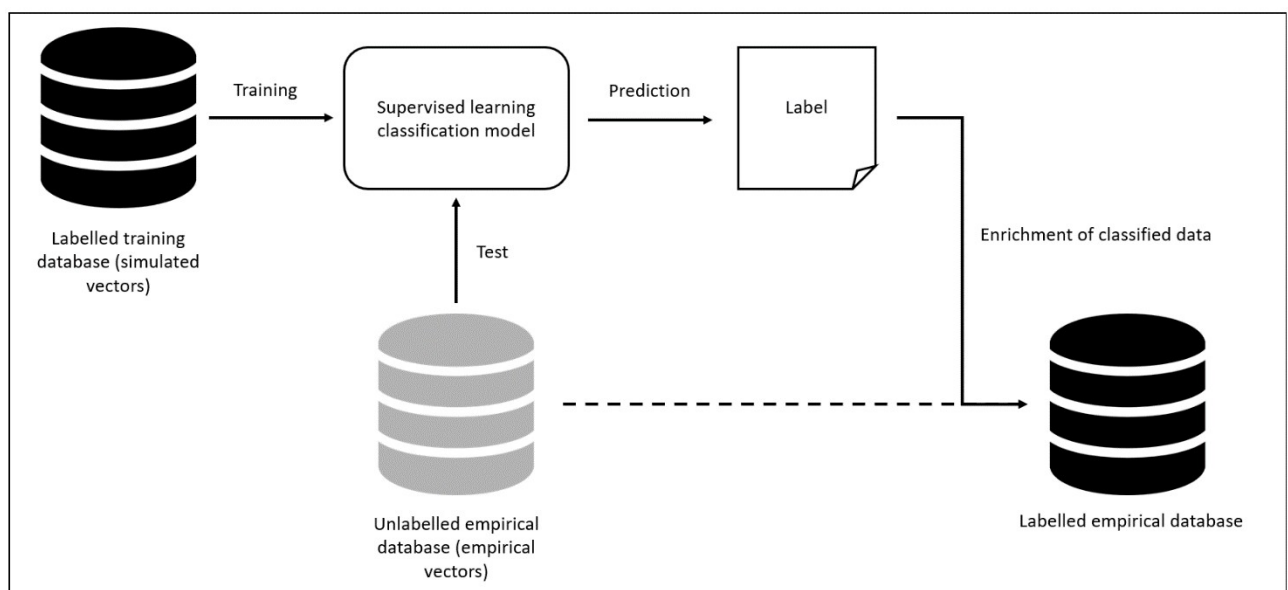 Training
Supervised learning
classification model
Prediction
Label
Labelled training
database (simulated
vectors)
Test
Enrichment of classified data
Unlabelled empirical
database (empirical
vectors)
Labelled empirical database